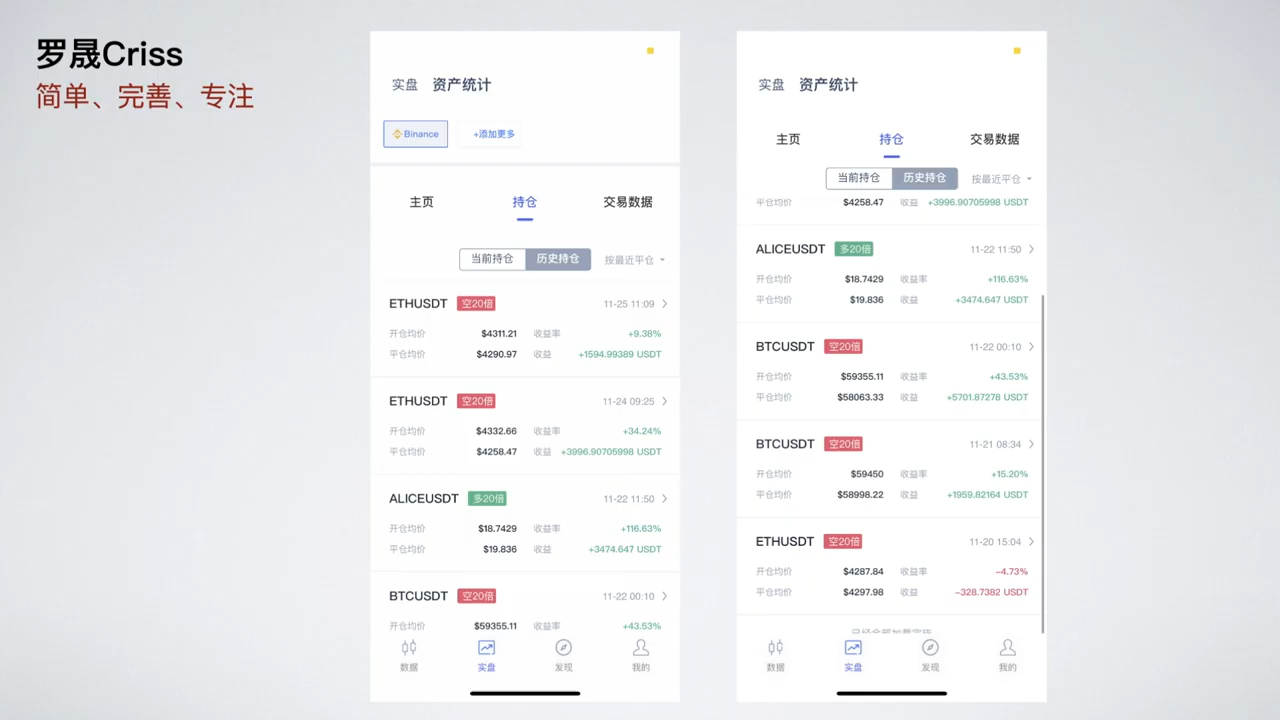 罗晟Criss
简单、完善、专注
实盘 资产统计
Binance +添加更多
主页 持仓 交易数据
当前持仓 历史持仓 按最近平仓
ETHUSDT 空20倍 11-25 11:09
开仓均价 $4311.21 收益率 +9.38%
平仓均价 $4290.97 收益 +1594.99389 USDT
ETHUSDT 空20倍 11-24 09:25
开仓均价 $4332.66 收益率 +34.24%
平仓均价 $4258.47 收益 +3996.90705998 USDT
ALICEUSDT 多20倍 11-22 11:50
开仓均价 $18.7429 收益率 +116.63%
平仓均价 $19.836 收益 +3474.647 USDT
BTCUSDT 空20倍 11-22 00:10
开仓均价 $59355.11 收益率 +43.53%
数据 实盘 发现 我的
实盘 资产统计
主页 持仓 交易数据
当前持仓 历史持仓 按最近平仓
平仓均价 $4258.47 收益 +3996.90705998 USDT
ALICEUSDT 多20倍 11-22 11:50
开仓均价 $18.7429 收益率 +116.63%
平仓均价 $19.836 收益 +3474.647 USDT
BTCUSDT 空20倍 11-22 00:10
开仓均价 $59355.11 收益率 +43.53%
平仓均价 $58063.33 收益 +5701.87278 USDT
BTCUSDT 空20倍 11-21 08:34
开仓均价 $59450 收益率 +15.20%
平仓均价 $58998.22 收益 +1959.82164 USDT
ETHUSDT 空20倍 11-20 15:04
开仓均价 $4287.84 收益率 -4.73%
平仓均价 $4297.98 收益 -328.7382 USDT
数据 实盘 发现 我的